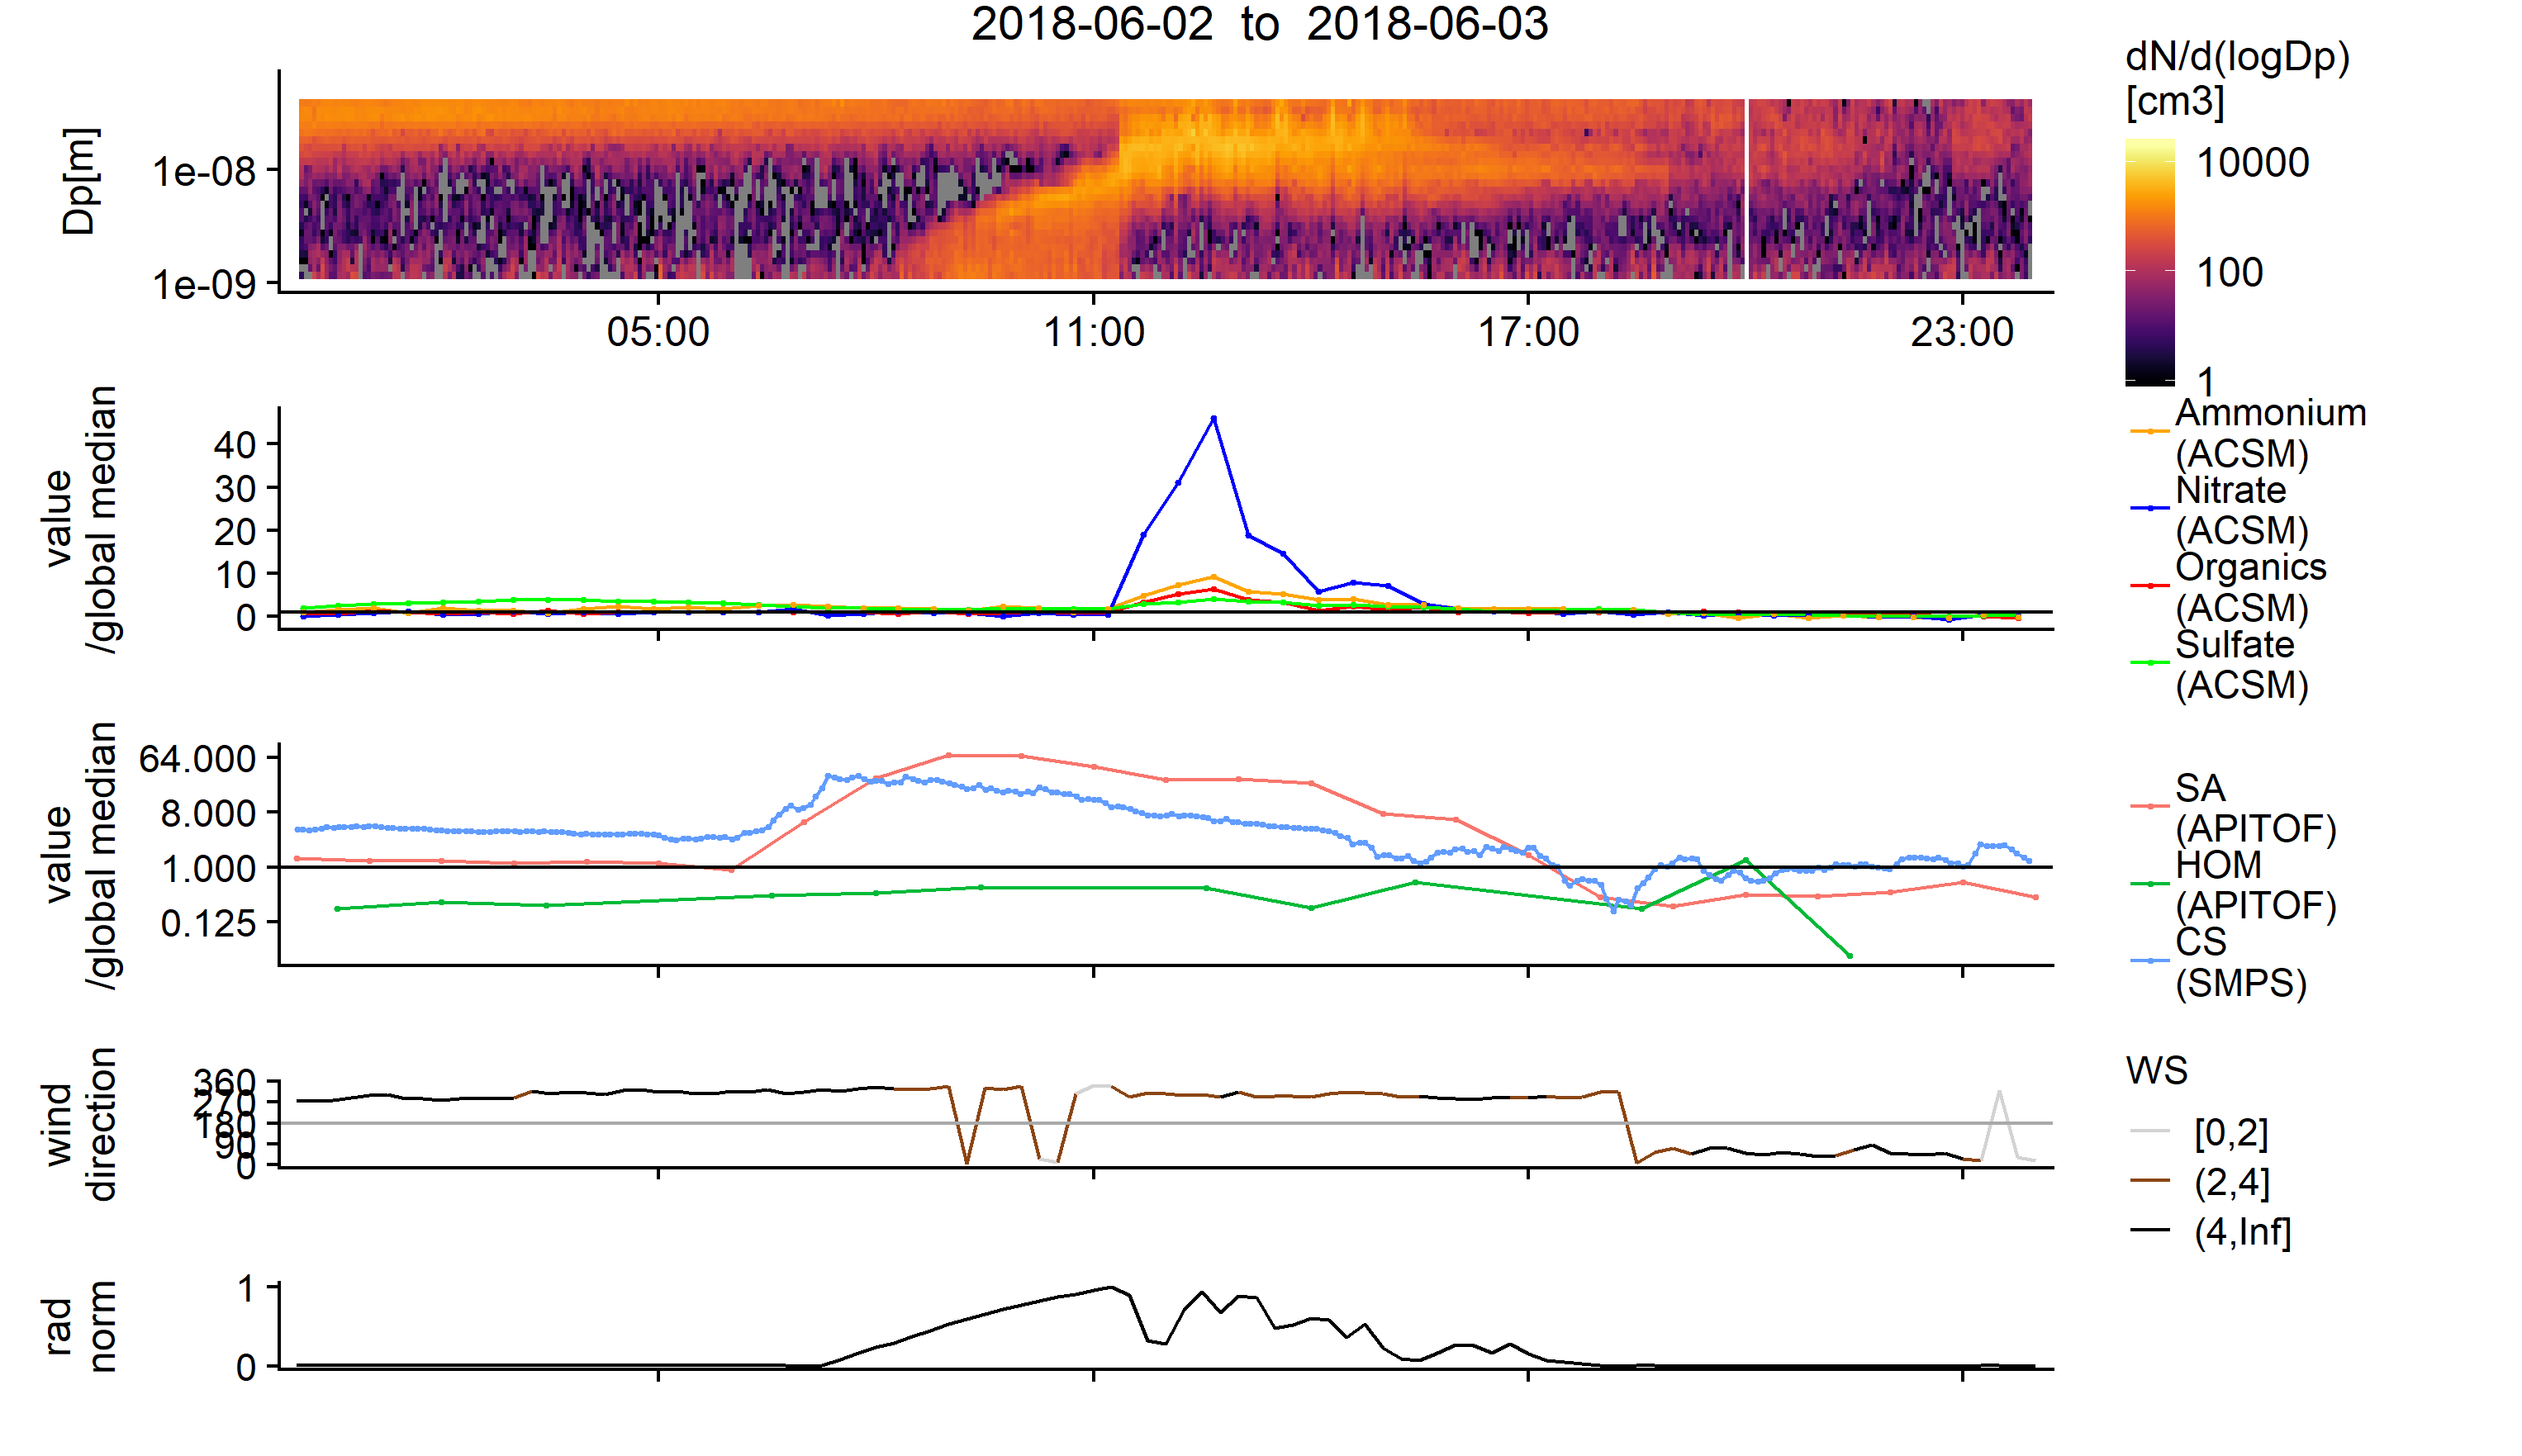 2018-06-02 to 2018-06-03
Dp[m]
1e-08
1e-09
05:00
11:00
17:00
23:00
dN/d(logDp)
[cm3]
10000
100
1
value
/global median
40
30
20
10
0
Ammonium
(ACSM)
Nitrate
(ACSM)
Organics
(ACSM)
Sulfate
(ACSM)
value
/global median
64.000
8.000
1.000
0.125
SA
(APITOF)
HOM
(APITOF)
CS
(SMPS)
wind
direction
360
270
180
90
0
WS
[0,2]
(2,4]
(4,Inf]
rad
norm
1
0